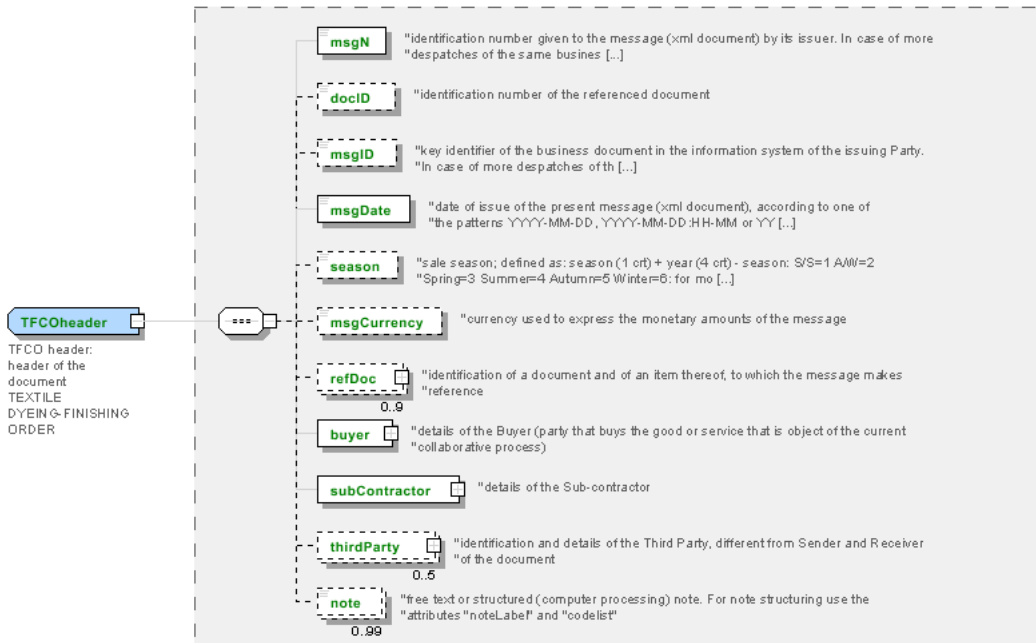 msgN
"identification number given to the message (xml document) by its issuer. In case of more
"despatches of the same busines [...]
docID
"identification number of the referenced document
msgID
"key identifier of the business document in the information system of the issuing Party.
"In case of more despatches of th [...]
msgDate
"date of issue of the present message (xml document), according to one of
"the patterns YYYY-MM-DD, YYYY-MM-DD:HH-MM or YY [...]
season
"sale season; defined as: season (1 crt) + year (4 crt) - season: S/S=1 A/W=2
"Spring=3 Summer=4 Autumn=5 Winter=6: for mo [...]
TFCOheader
TFCO header:
header of the
document
TEXTILE
DYEING-FINISHING
ORDER
msgCurrency
"currency used to express the monetary amounts of the message
refDoc
"identification of a document and of an item thereof, to which the message makes
"reference
0..9
buyer
"details of the Buyer (party that buys the good or service that is object of the current
"collaborative process)
subContractor
"details of the Sub-contractor
thirdParty
"identification and details of the Third Party, different from Sender and Receiver
"of the document
0..5
note
"free text or structured (computer processing) note. For note structuring use the
"attributes "noteLabel" and "codelist"
0..99